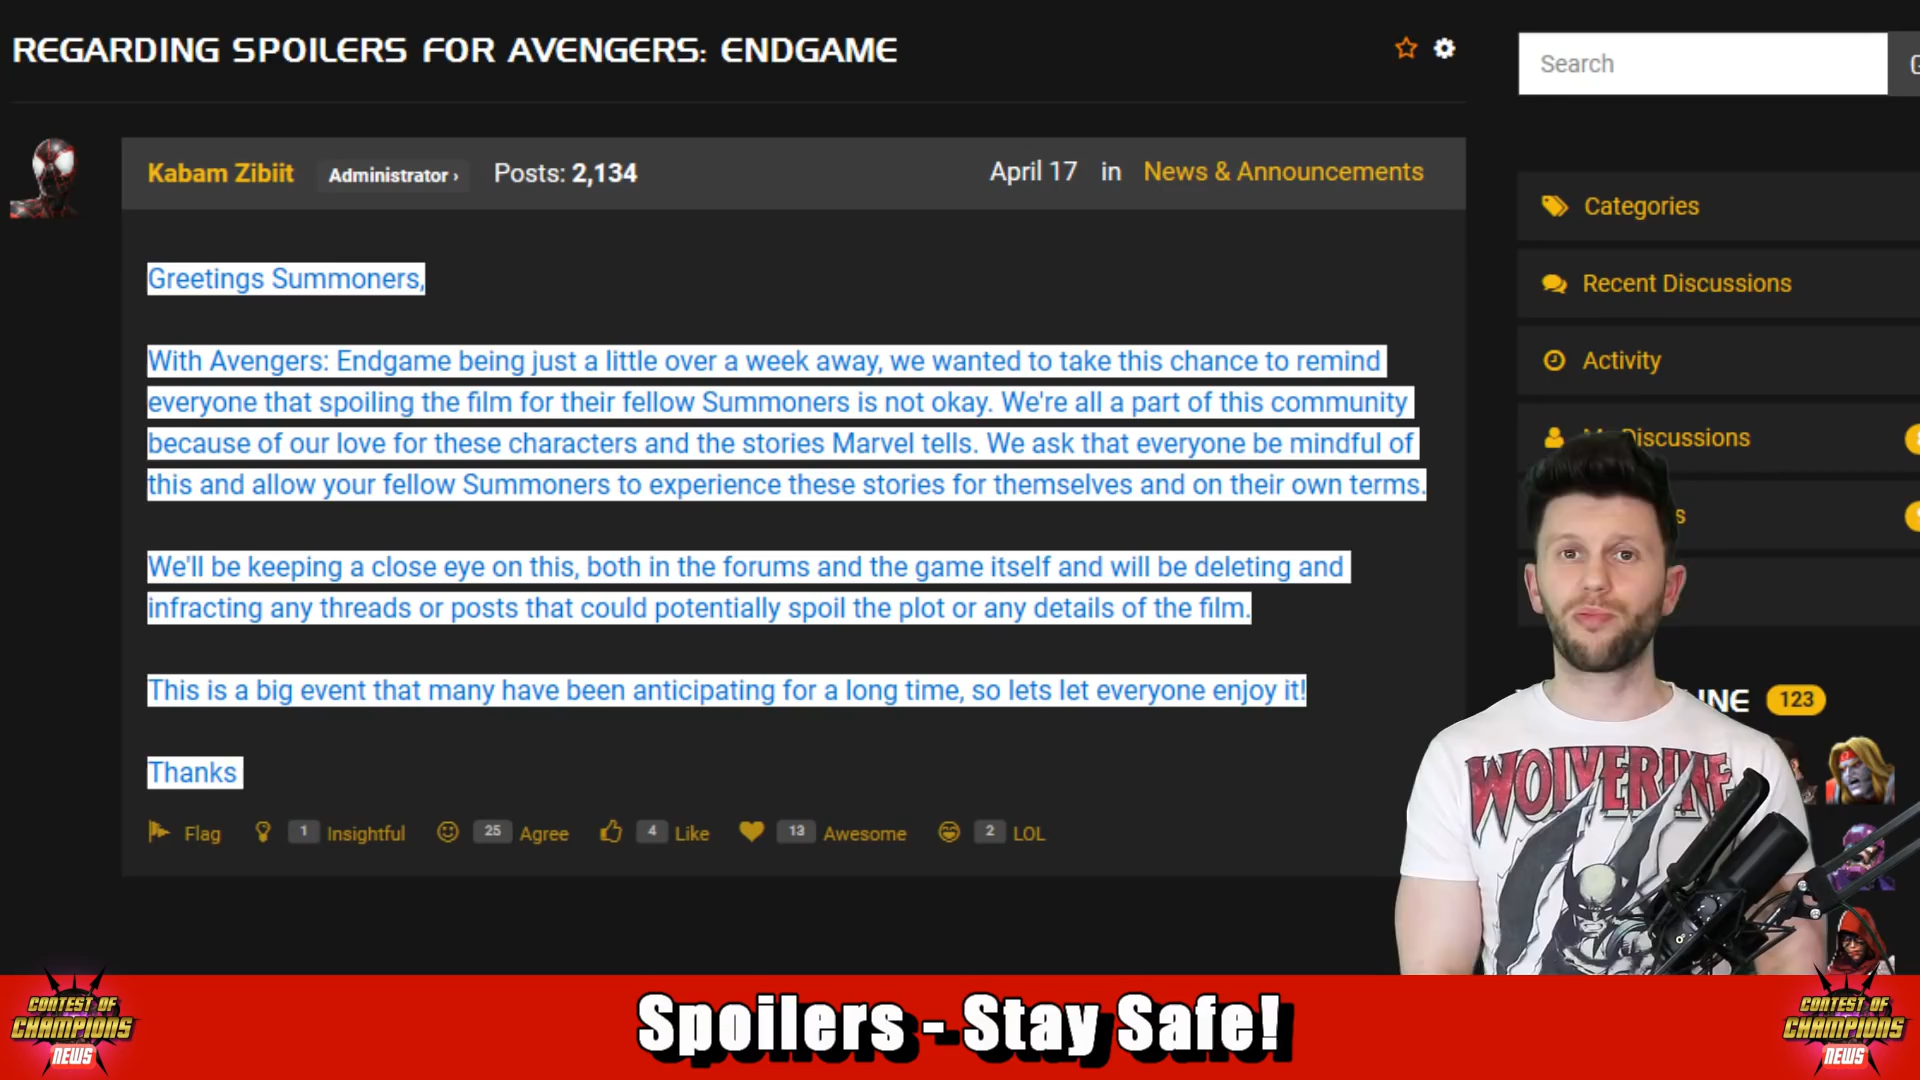 REGARDING SPOILERS FOR AVENGERS: ENDGAME
Search
Kabam Zibiit Administrator › Posts: 2,134 April 17 in News & Announcements
Greetings Summoners,
With Avengers: Endgame being just a little over a week away, we wanted to take this chance to remind
everyone that spoiling the film for their fellow Summoners is not okay. We're all a part of this community
because of our love for these characters and the stories Marvel tells. We ask that everyone be mindful of
this and allow your fellow Summoners to experience these stories for themselves and on their own terms.
We'll be keeping a close eye on this, both in the forums and the game itself and will be deleting and
infracting any threads or posts that could potentially spoil the plot or any details of the film.
This is a big event that many have been anticipating for a long time, so lets let everyone enjoy it!
Thanks
Flag 1 Insightful 25 Agree 4 Like 13 Awesome 2 LOL
Categories
Recent Discussions
Activity
Discussions
123
WOLVERINE
CONTEST OF
CHAMPIONS
NEWS
Spoilers - Stay Safe!
CONTEST OF
CHAMPIONS
NEWS